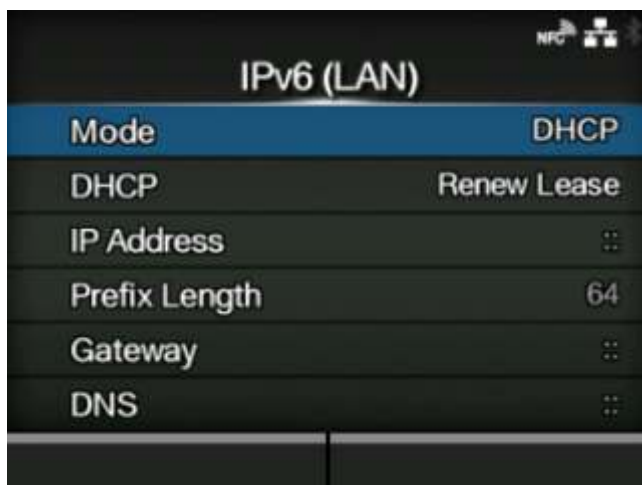 NFC
IPv6 (LAN)
Mode DHCP
DHCP Renew Lease
IP Address ::
Prefix Length 64
Gateway ::
DNS ::